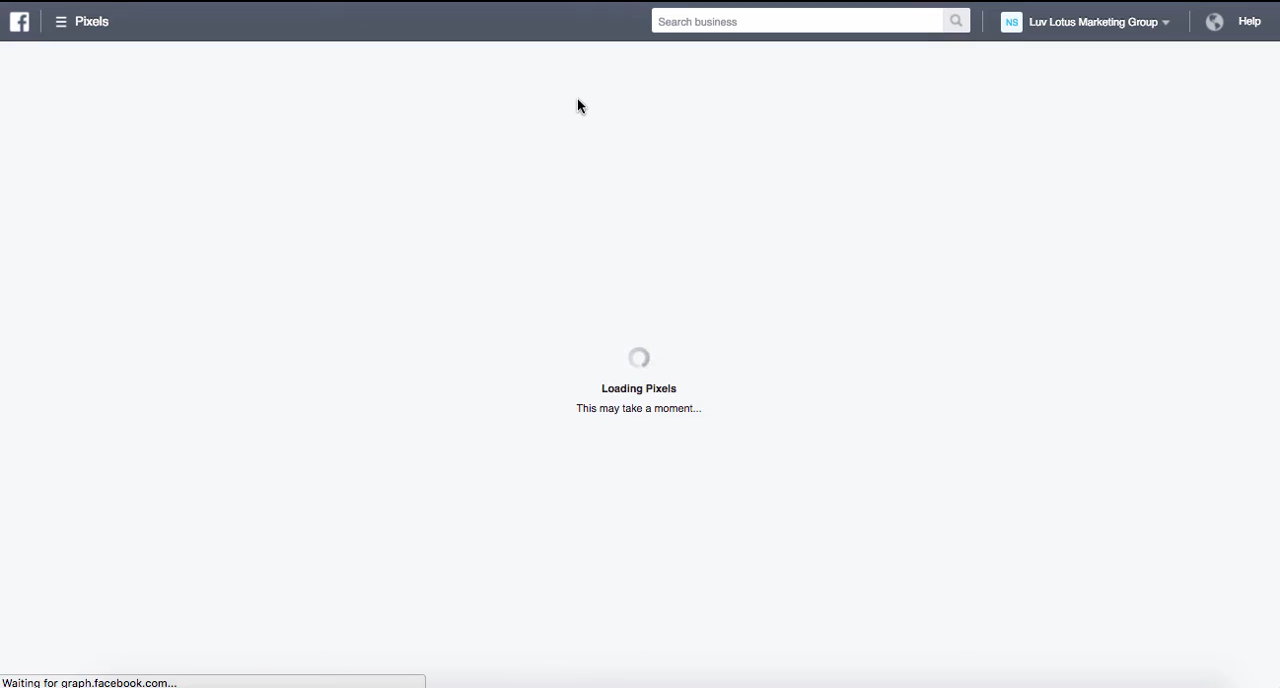 f ☰ Pixels Search business NS Luv Lotus Marketing Group Help
Loading Pixels
This may take a moment...
Waiting for graph.facebook.com...